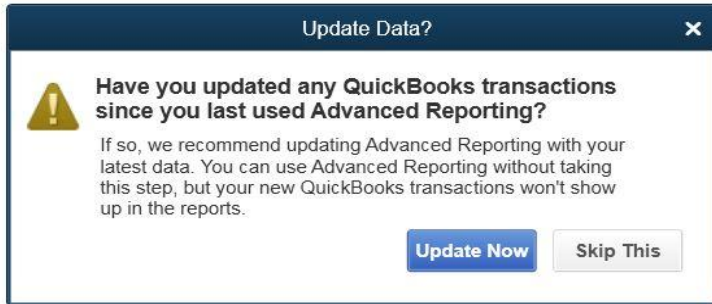 Update Data?
Have you updated any QuickBooks transactions
since you last used Advanced Reporting?
If so, we recommend updating Advanced Reporting with your
latest data. You can use Advanced Reporting without taking
this step, but your new QuickBooks transactions won't show
up in the reports.
Update Now Skip This